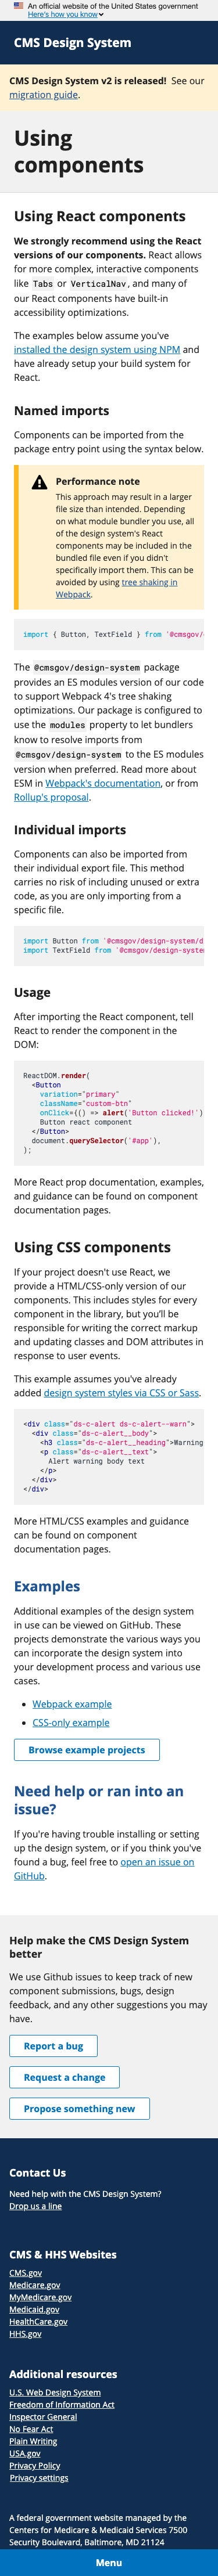 An official website of the United States government
Here's how you know
CMS Design System
CMS Design System v2 is released! See our
migration guide.
Using
components
Using React components
We strongly recommend using the React
versions of our components. React allows
for more complex, interactive components
like Tabs or VerticalNav, and many of
our React components have built-in
accessibility optimizations.
The examples below assume you've
installed the design system using NPM and
have already setup your build system for
React.
Named imports
Components can be imported from the
package entry point using the syntax below.
Performance note
This approach may result in a larger
file size than intended. Depending
on what module bundler you use, all
of the design system's React
components may be included in the
bundled file even if you didn't
specifically import them. This can be
avoided by using tree shaking in
Webpack.
import { Button, TextField } from '@cmsgov/
The @cmsgov/design-system package
provides an ES modules version of our code
to support Webpack 4's tree shaking
optimizations. Our package is configured to
use the modules property to let bundlers
know to resolve imports from
@cmsgov/design-system to the ES modules
version when preferred. Read more about
ESM in Webpack's documentation, or from
Rollup's proposal.
Individual imports
Components can also be imported from
their individual export file. This method
carries no risk of including unused or extra
code, as you are only importing from a
specific file.
import Button from '@cmsgov/design-system/d
import TextField from '@cmsgov/design-syste
Usage
After importing the React component, tell
React to render the component in the
DOM:
ReactDOM.render(
<Button
variation="primary"
className="custom-btn"
onClick={() => alert('Button clicked!')
Button react component
</Button>
document.querySelector('#app'),
);
More React prop documentation, examples,
and guidance can be found on component
documentation pages.
Using CSS components
If your project doesn't use React, we
provide a HTML/CSS-only version of our
components. This includes styles for every
component in the library, but you'll be
responsible for writing the correct markup
and updating classes and DOM attributes in
response to user events.
This example assumes you've already
added design system styles via CSS or Sass.
<div class="ds-c-alert ds-c-alert--warn">
<div class="ds-c-alert__body">
<h3 class="ds-c-alert__heading">Warning
<p class="ds-c-alert__text">
Alert warning body text
</p>
</div>
</div>
More HTML/CSS examples and guidance
can be found on component
documentation pages.
Examples
Additional examples of the design system
in use can be viewed on GitHub. These
projects demonstrate the various ways you
can incorporate the design system into
your development process and various use
cases.
Webpack example
CSS-only example
Browse example projects
Need help or ran into an
issue?
If you're having trouble installing or setting
up the design system, or if you think you've
found a bug, feel free to open an issue on
GitHub.
Help make the CMS Design System
better
We use Github issues to keep track of new
component submissions, bugs, design
feedback, and any other suggestions you may
have.
Report a bug
Request a change
Propose something new
Contact Us
Need help with the CMS Design System?
Drop us a line
CMS & HHS Websites
CMS.gov
Medicare.gov
MyMedicare.gov
Medicaid.gov
HealthCare.gov
HHS.gov
Additional resources
U.S. Web Design System
Freedom of Information Act
Inspector General
No Fear Act
Plain Writing
USA.gov
Privacy Policy
Privacy settings
A federal government website managed by the
Centers for Medicare & Medicaid Services 7500
Security Boulevard, Baltimore, MD 21124
Menu